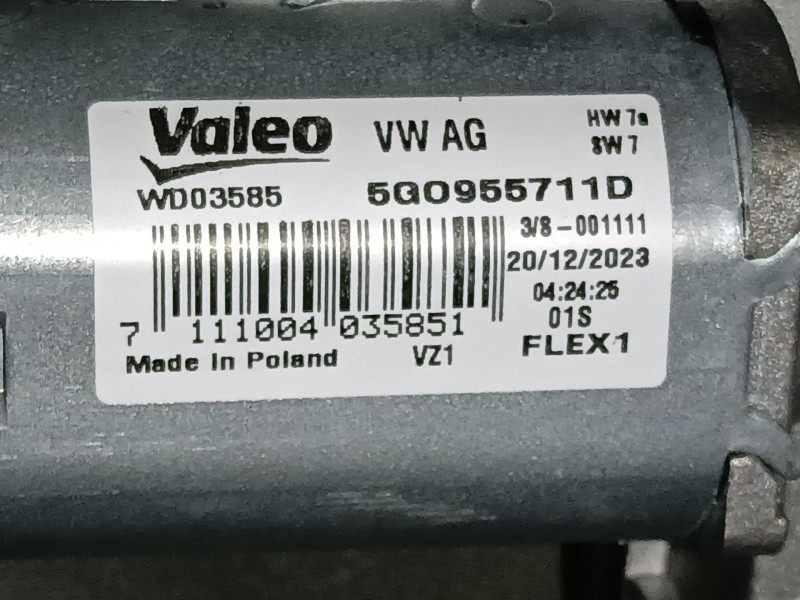 Valeo VW AG HW 7a
SW 7
WD03585 5G0955711D
3/8-001111
20/12/2023
04:24:25
7 111004 035851 01S
Made In Poland VZ1 FLEX1